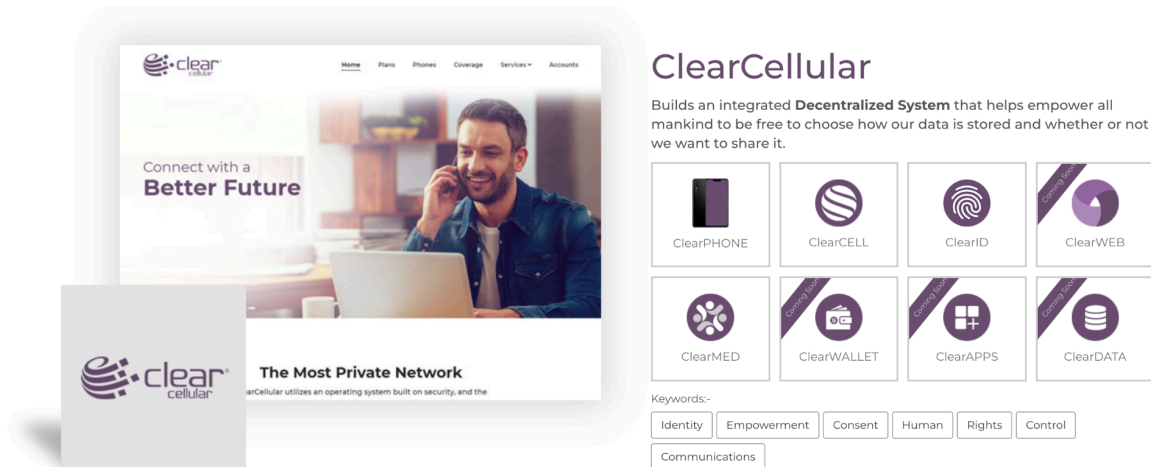 clear
cellular
Home Plans Phones Coverage Services Accounts
Connect with a
Better Future
The Most Private Network
earCellular utilizes an operating system built on security, and the
clear®
cellular
ClearCellular
Builds an integrated Decentralized System that helps empower all
mankind to be free to choose how our data is stored and whether or not
we want to share it.
Coming Soon
ClearPHONE ClearCELL ClearID ClearWEB
Coming Soon Coming Soon Coming Soon
ClearMED ClearWALLET ClearAPPS ClearDATA
Keywords:-
Identity Empowerment Consent Human Rights Control
Communications